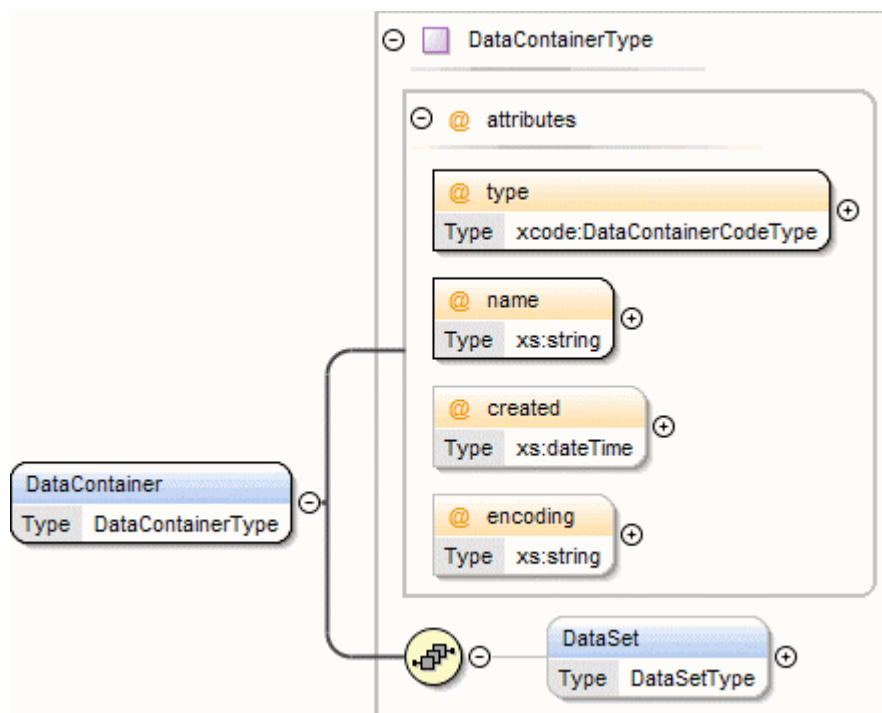 DataContainerType
@ attributes
@ type
Type xcode:DataContainerCodeType
@ name
Type xs:string
@ created
Type xs:dateTime
DataContainer
Type DataContainerType
@ encoding
Type xs:string
DataSet
Type DataSetType